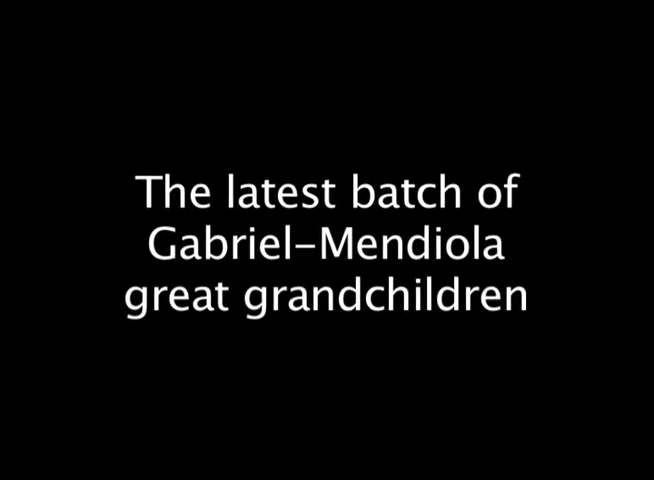 The latest batch of
Gabriel-Mendiola
great grandchildren